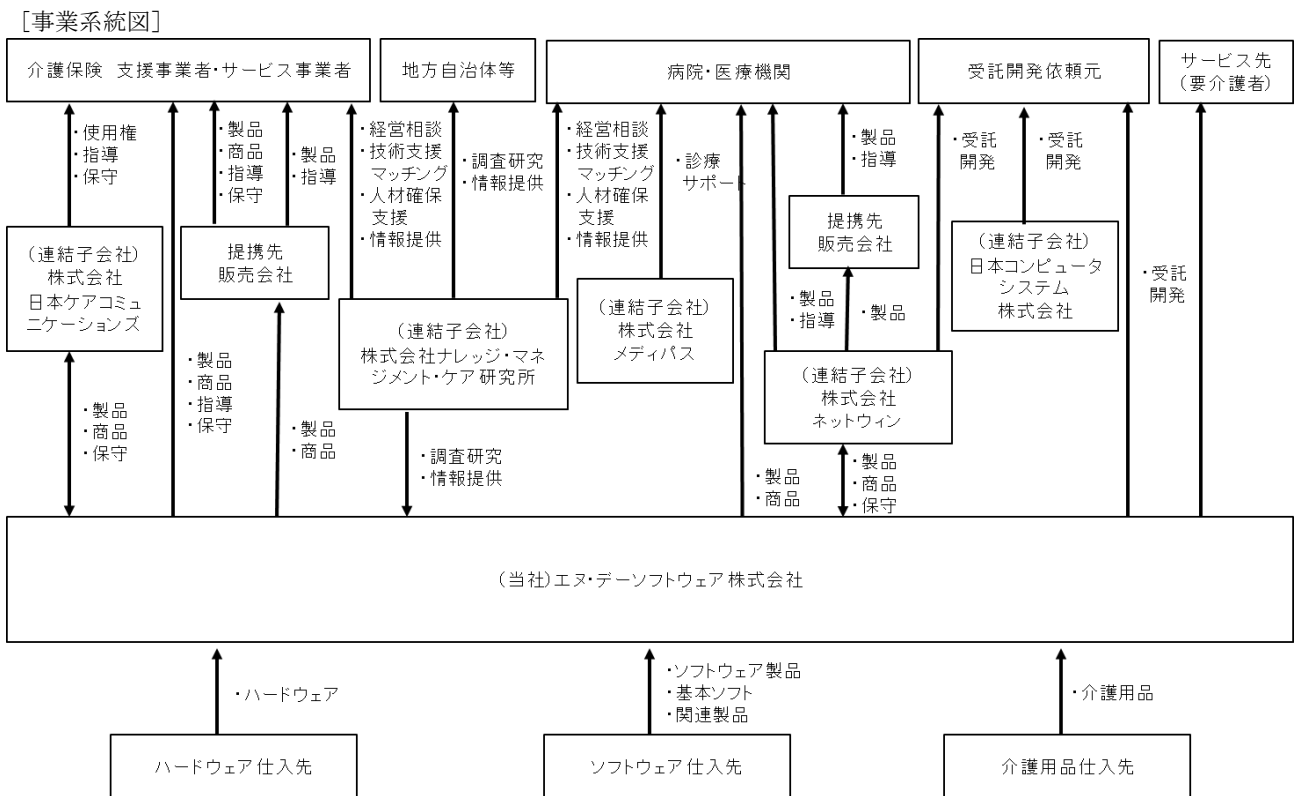 [事業系統図]
介護保険 支援事業者・サービス事業者
地方自治体等
病院・医療機関
受託開発依頼元
サービス先
(要介護者)
・使用権
・指導
・保守
・製品
・商品
・指導
・保守
・製品
・指導
・経営相談
・技術支援
マッチング
・人材確保
支援
・情報提供
・調査研究
・情報提供
・経営相談
・技術支援
マッチング
・人材確保
支援
・情報提供
・診療
サポート
・製品
・指導
・受託
開発
・受託
開発
(連結子会社)
株式会社
日本ケアコミュ
ニケーションズ
提携先
販売会社
(連結子会社)
株式会社ナレッジ・マネ
ジメント・ケア研究所
(連結子会社)
株式会社
メディパス
提携先
販売会社
(連結子会社)
日本コンピュータ
システム
株式会社
・受託
開発
・製品
・指導
・製品
(連結子会社)
株式会社
ネットウィン
・製品
・商品
・保守
・製品
・商品
・指導
・保守
・製品
・商品
・調査研究
・情報提供
・製品
・商品
・製品
・商品
・保守
(当社)エヌ・デーソフトウェア株式会社
・ハードウェア
・ソフトウェア製品
・基本ソフト
・関連製品
・介護用品
ハードウェア仕入先
ソフトウェア仕入先
介護用品仕入先